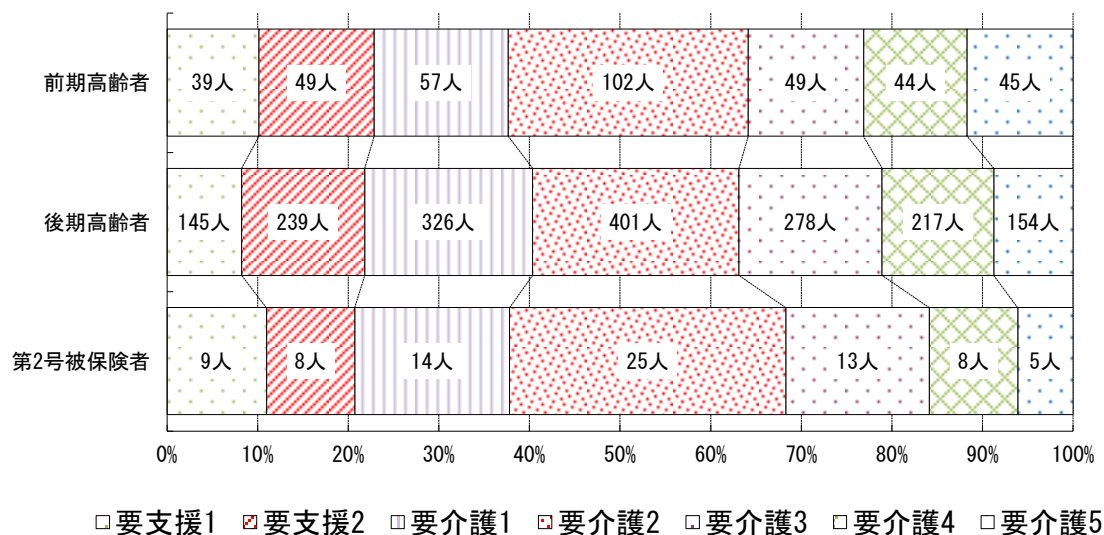 前期高齢者 39人 49人 57人 102人 49人 44人 45人
後期高齢者 145人 239人 326人 401人 278人 217人 154人
第2号被保険者 9人 8人 14人 25人 13人 8人 5人
0% 10% 20% 30% 40% 50% 60% 70% 80% 90% 100%
要支援1 要支援2 要介護1 要介護2 要介護3 要介護4 要介護5